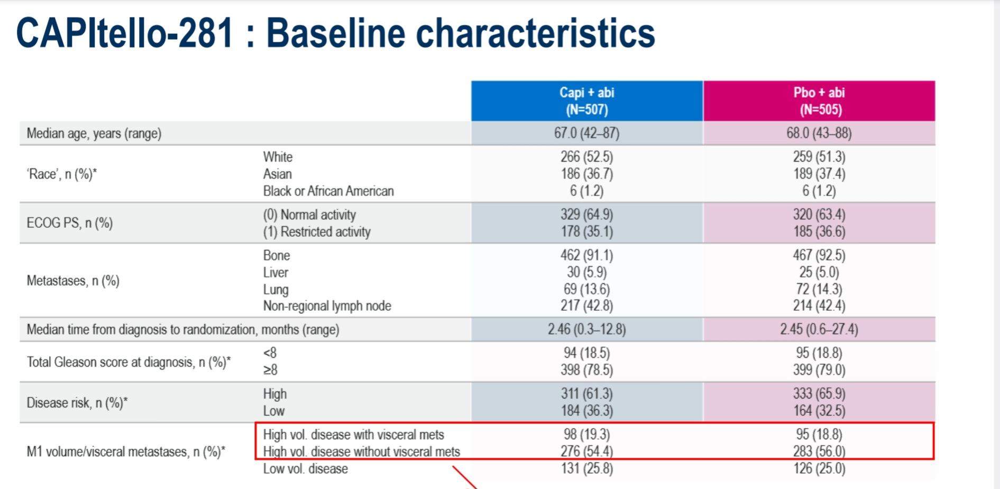 CAPItello-281 : Baseline characteristics
Capi + abi
(N=507)
Pbo + abi
(N=505)
Median age, years (range) 67.0 (42–87) 68.0 (43–88)
‘Race’, n (%)*
White 266 (52.5) 259 (51.3)
Asian 186 (36.7) 189 (37.4)
Black or African American 6 (1.2) 6 (1.2)
ECOG PS, n (%)
(0) Normal activity 329 (64.9) 320 (63.4)
(1) Restricted activity 178 (35.1) 185 (36.6)
Metastases, n (%)
Bone 462 (91.1) 467 (92.5)
Liver 30 (5.9) 25 (5.0)
Lung 69 (13.6) 72 (14.3)
Non-regional lymph node 217 (42.8) 214 (42.4)
Median time from diagnosis to randomization, months (range) 2.46 (0.3–12.8) 2.45 (0.6–27.4)
Total Gleason score at diagnosis, n (%)*
<8 94 (18.5) 95 (18.8)
≥8 398 (78.5) 399 (79.0)
Disease risk, n (%)*
High 311 (61.3) 333 (65.9)
Low 184 (36.3) 164 (32.5)
M1 volume/visceral metastases, n (%)*
High vol. disease with visceral mets 98 (19.3) 95 (18.8)
High vol. disease without visceral mets 276 (54.4) 283 (56.0)
Low vol. disease 131 (25.8) 126 (25.0)